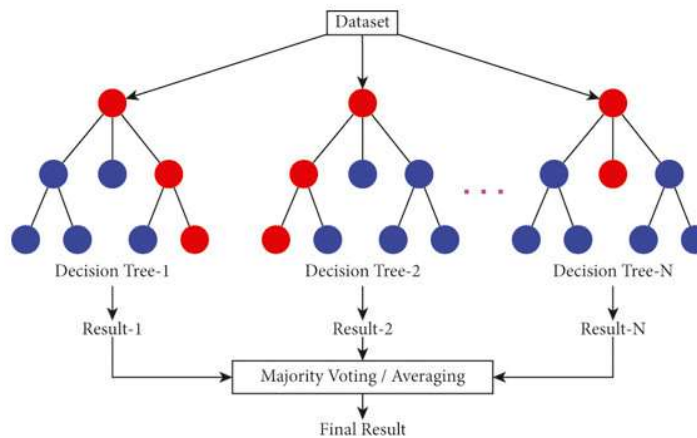 Dataset
Decision Tree-1
Decision Tree-2
Decision Tree-N
Result-1
Result-2
Result-N
Majority Voting / Averaging
Final Result